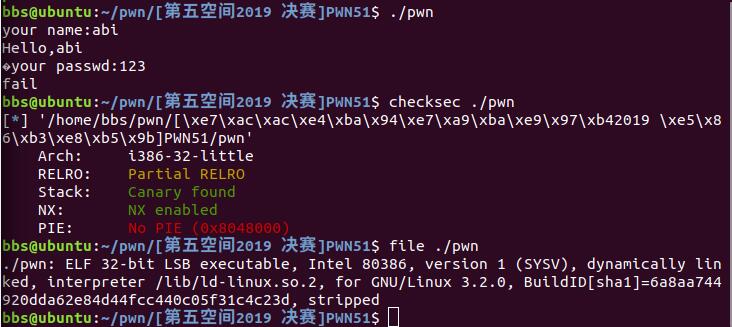 bbs@ubuntu:~/pwn/[第五空间2019 决赛]PWN51$ ./pwn
your name:abi
Hello,abi
�your passwd:123
fail
bbs@ubuntu:~/pwn/[第五空间2019 决赛]PWN51$ checksec ./pwn
[*] '/home/bbs/pwn/[\xe7\xac\xac\xe4\xba\x94\xe7\xa9\xba\xe9\x97\xb42019 \xe5\x8
6\xb3\xe8\xb5\x9b]PWN51/pwn'
Arch:     i386-32-little
RELRO:    Partial RELRO
Stack:    Canary found
NX:       NX enabled
PIE:      No PIE (0x8048000)
bbs@ubuntu:~/pwn/[第五空间2019 决赛]PWN51$ file ./pwn
./pwn: ELF 32-bit LSB executable, Intel 80386, version 1 (SYSV), dynamically lin
ked, interpreter /lib/ld-linux.so.2, for GNU/Linux 3.2.0, BuildID[sha1]=6a8aa744
920dda62e84d44fcc440c05f31c4c23d, stripped
bbs@ubuntu:~/pwn/[第五空间2019 决赛]PWN51$